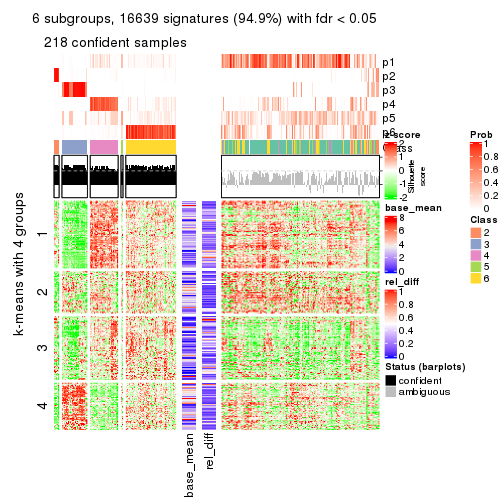 6 subgroups, 16639 signatures (94.9%) with fdr < 0.05
218 confident samples
p1
p2
p3
p4
p5
p6
z-score
2
1
0
-1
-2
Silhouette
score
Prob
1
0.8
0.6
0.4
0.2
0
base_mean
8
6
4
2
0
Class
2
3
4
5
6
rel_diff
1
0.8
0.6
0.4
0.2
0
Status (barplots)
confident
ambiguous
k-means with 4 groups
1
2
3
4
base_mean
rel_diff